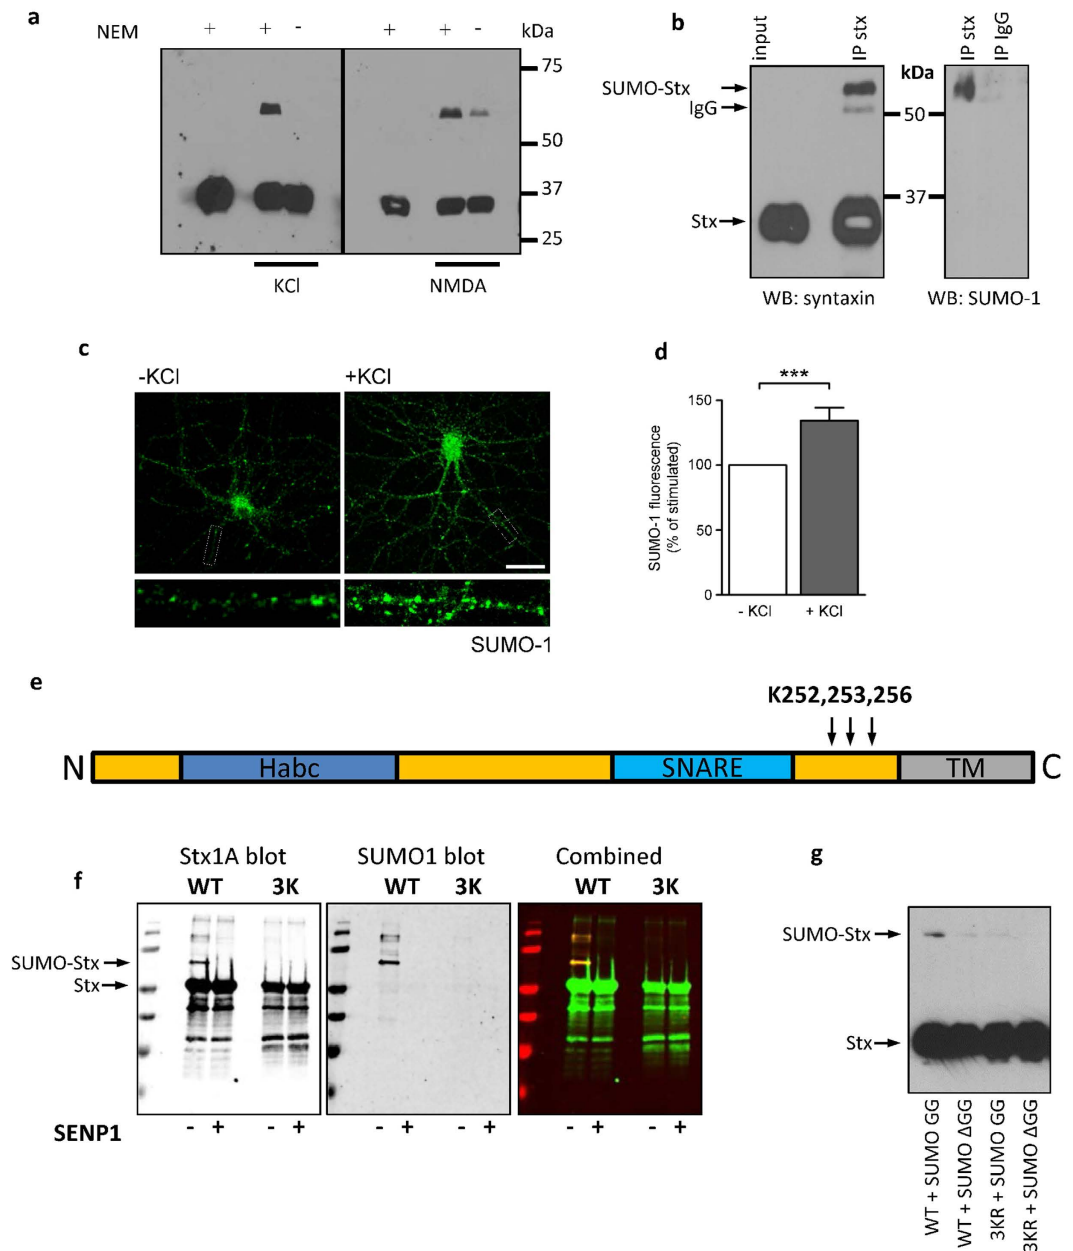 a
NEM + + - + + - kDa
75
50
37
25
KCl NMDA
b
input IP stx IP stx IP IgG
kDa
SUMO-Stx
IgG
50
37
Stx
WB: syntaxin WB: SUMO-1
c
-KCl +KCl
SUMO-1
d
***
150
100
50
0
SUMO-1 fluorescence
(% of stimulated)
- KCl + KCl
e
K252,253,256
N Habc SNARE TM C
f
Stx1A blot SUMO1 blot Combined
WT 3K WT 3K WT 3K
SUMO-Stx
Stx
SENP1 - + - + - + - + - + - +
g
SUMO-Stx
Stx
WT + SUMO GG
WT + SUMO ΔGG
3KR + SUMO GG
3KR + SUMO ΔGG